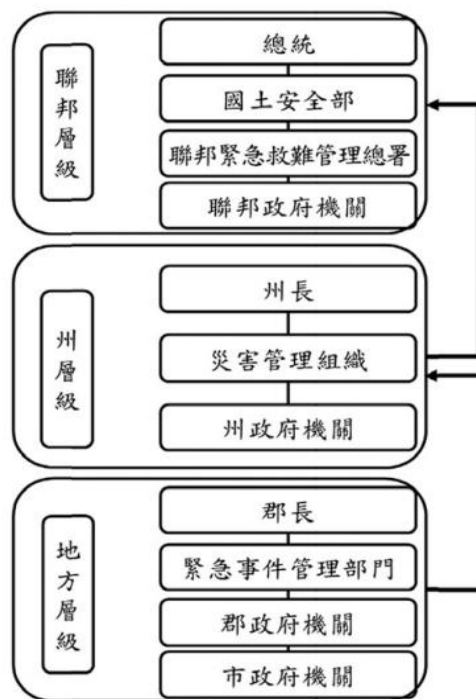 聯邦層級
總統
國土安全部
聯邦緊急救難管理總署
聯邦政府機關
州層級
州長
災害管理組織
州政府機關
地方層級
郡長
緊急事件管理部門
郡政府機關
市政府機關